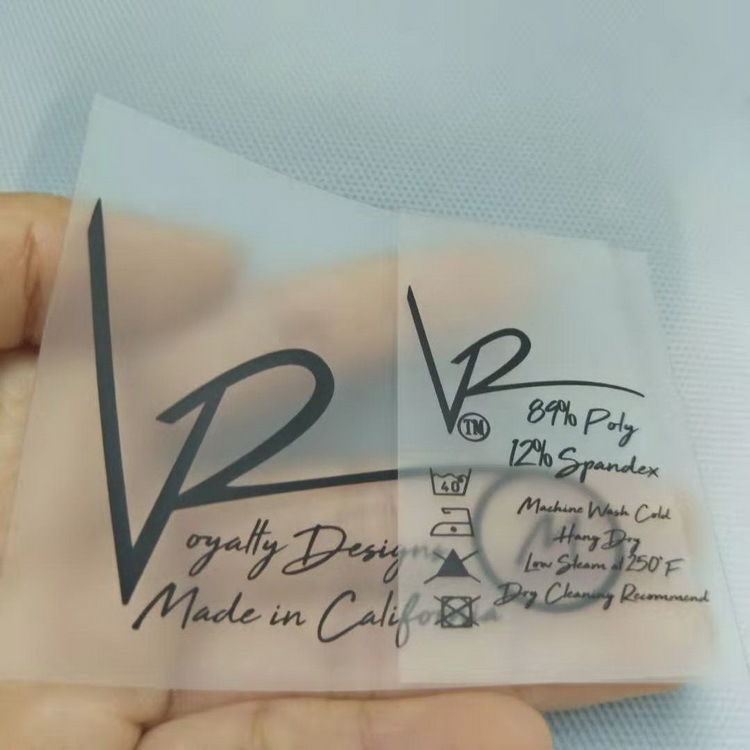 VR
oyalty Designs
Made in California
VR
TM
89% Poly
12% Spandex
40°
Machine Wash Cold
Hang Dry
Low Steam at 250°F
Dry Cleaning Recommend